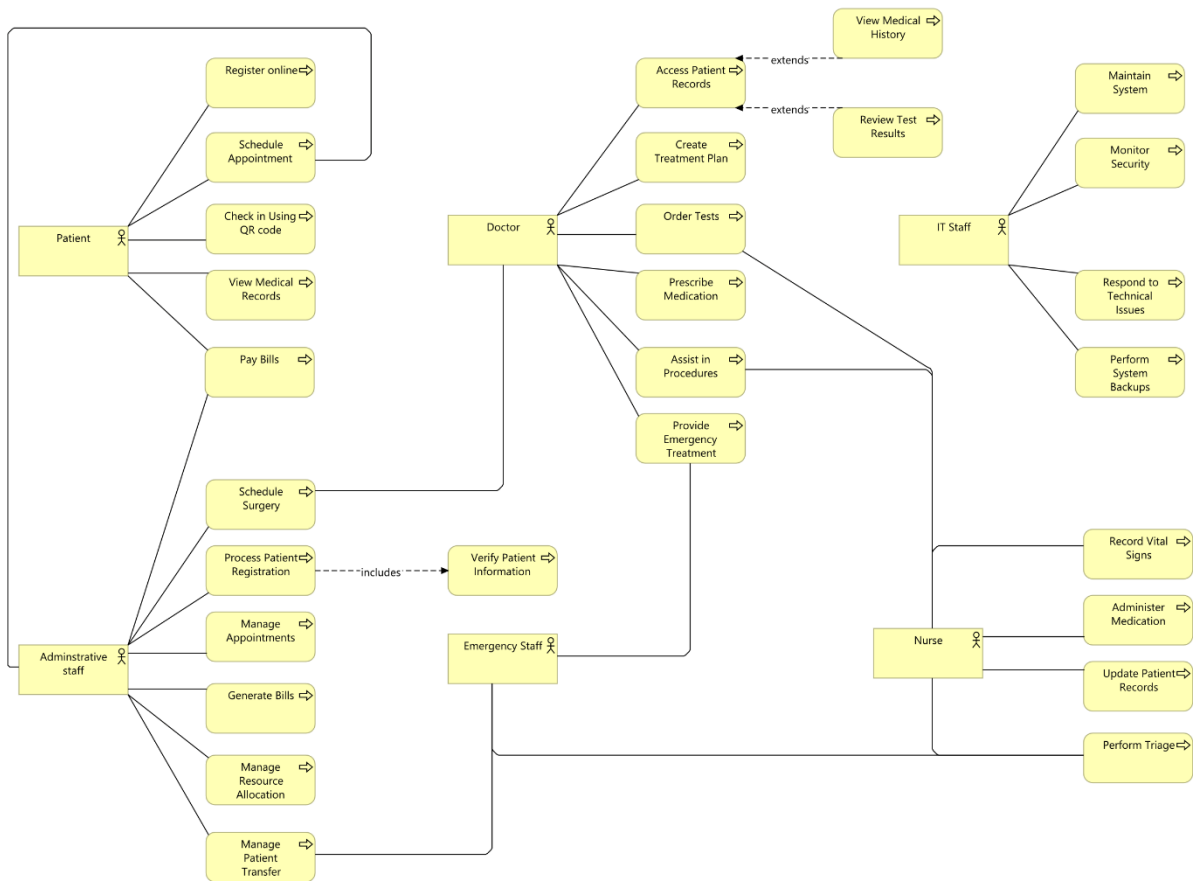 View Medical
History
Register online
Access Patient
Records
extends
Maintain
System
extends
Review Test
Results
Schedule
Appointment
Create
Treatment Plan
Monitor
Security
Check in Using
QR code
Order Tests
Patient
Doctor
IT Staff
View Medical
Records
Prescribe
Medication
Respond to
Technical
Issues
Pay Bills
Assist in
Procedures
Perform
System
Backups
Provide
Emergency
Treatment
Schedule
Surgery
Process Patient
Registration
includes
Verify Patient
Information
Record Vital
Signs
Manage
Appointments
Administer
Medication
Adminstrative
staff
Emergency Staff
Nurse
Generate Bills
Update Patient
Records
Perform Triage
Manage
Resource
Allocation
Manage
Patient
Transfer